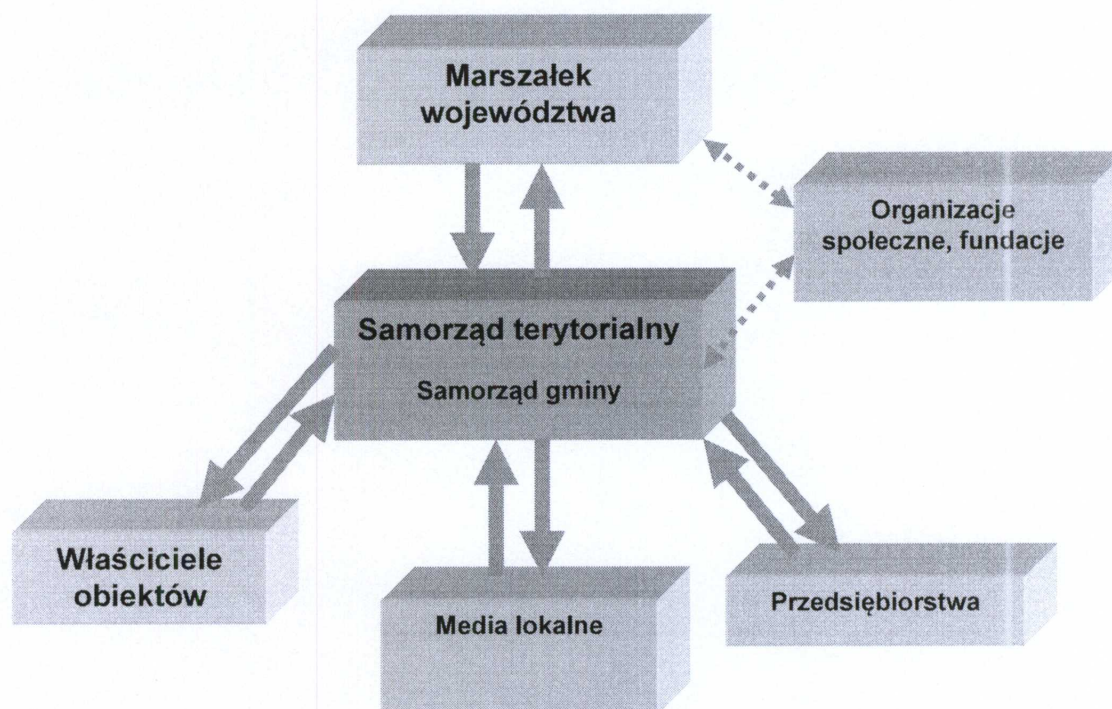 Marszałek
województwa
Organizacje
społeczne, fundacje
Samorząd terytorialny
Samorząd gminy
Właściciele
obiektów
Media lokalne
Przedsiębiorstwa